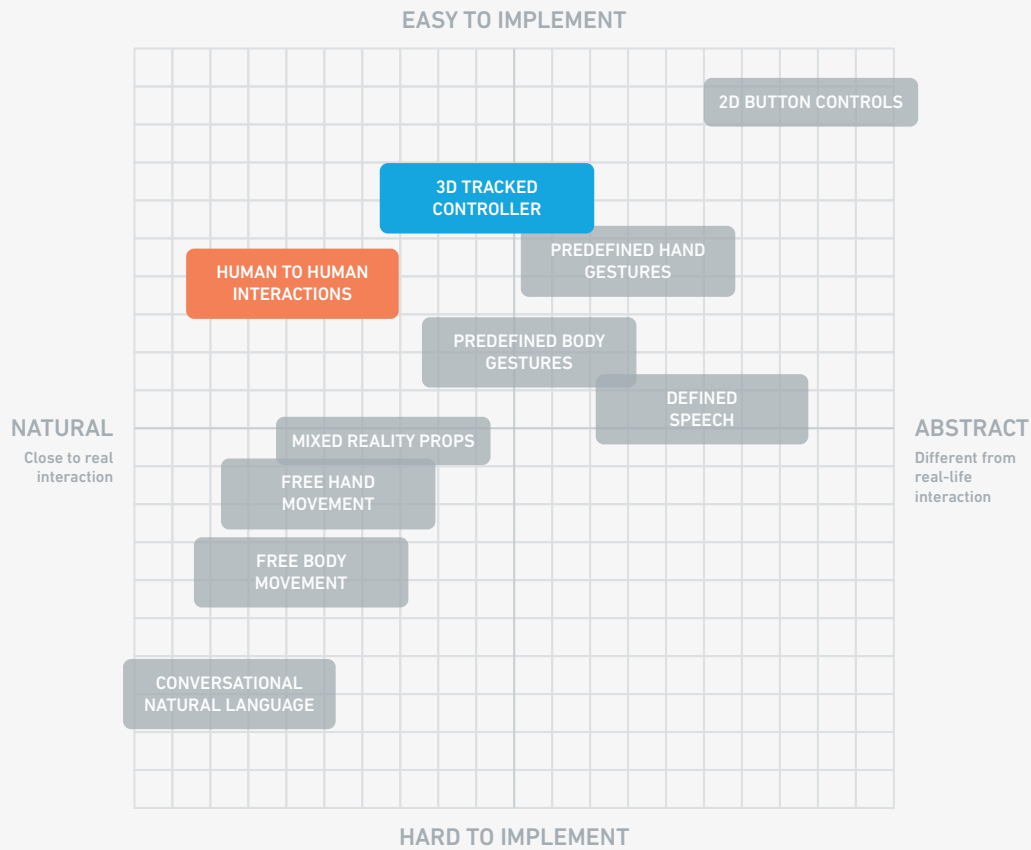 EASY TO IMPLEMENT
2D BUTTON CONTROLS
3D TRACKED
CONTROLLER
PREDEFINED HAND
GESTURES
HUMAN TO HUMAN
INTERACTIONS
PREDEFINED BODY
GESTURES
DEFINED
SPEECH
NATURAL
Close to real
interaction
ABSTRACT
Different from
real-life
interaction
MIXED REALITY PROPS
FREE HAND
MOVEMENT
FREE BODY
MOVEMENT
CONVERSATIONAL
NATURAL LANGUAGE
HARD TO IMPLEMENT